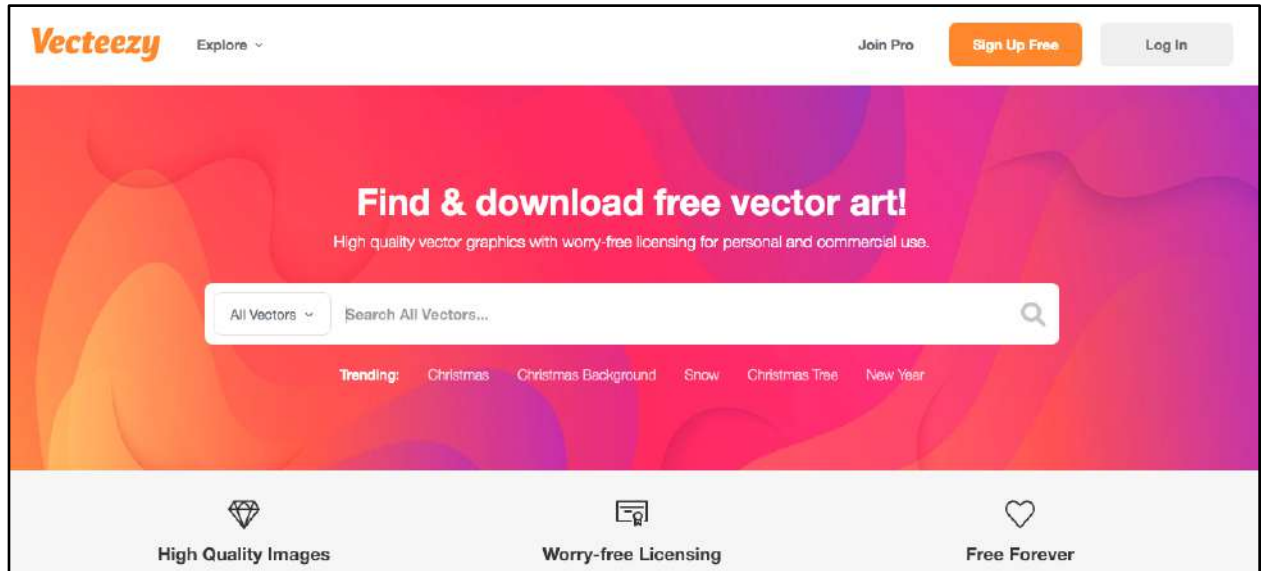 Vecteezy Explore Join Pro Sign Up Free Log In
Find & download free vector art!
High quality vector graphics with worry-free licensing for personal and commercial use.
All Vectors Search All Vectors...
Trending: Christmas Christmas Background Snow Christmas Tree New Year
High Quality Images Worry-free Licensing Free Forever